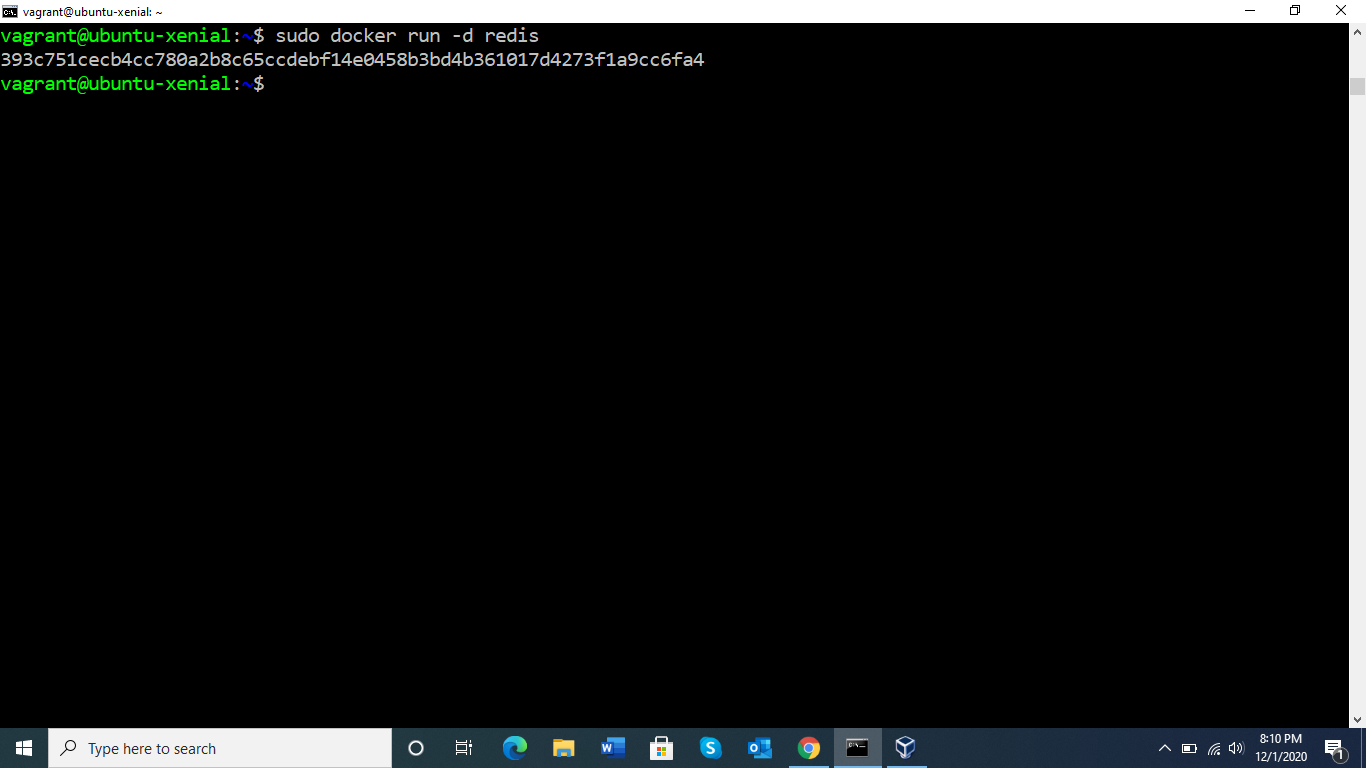 vagrant@ubuntu-xenial: ~
vagrant@ubuntu-xenial:~$ sudo docker run -d redis
393c751cecb4cc780a2b8c65ccdebf14e0458b3bd4b361017d4273f1a9cc6fa4
vagrant@ubuntu-xenial:~$
Type here to search
8:10 PM
12/1/2020
1